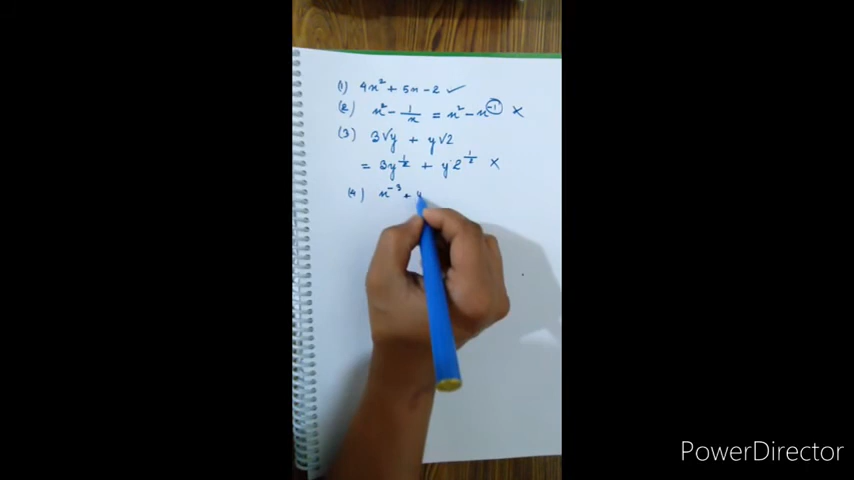 (1) 4x² + 5x - 2 ✓
(2) x² - 1/x = x² - x⁻¹ ×
(3) 3√y + y√2
= 3y^1/2 + y·2^1/2 ×
(4) x⁻³ +
PowerDirector